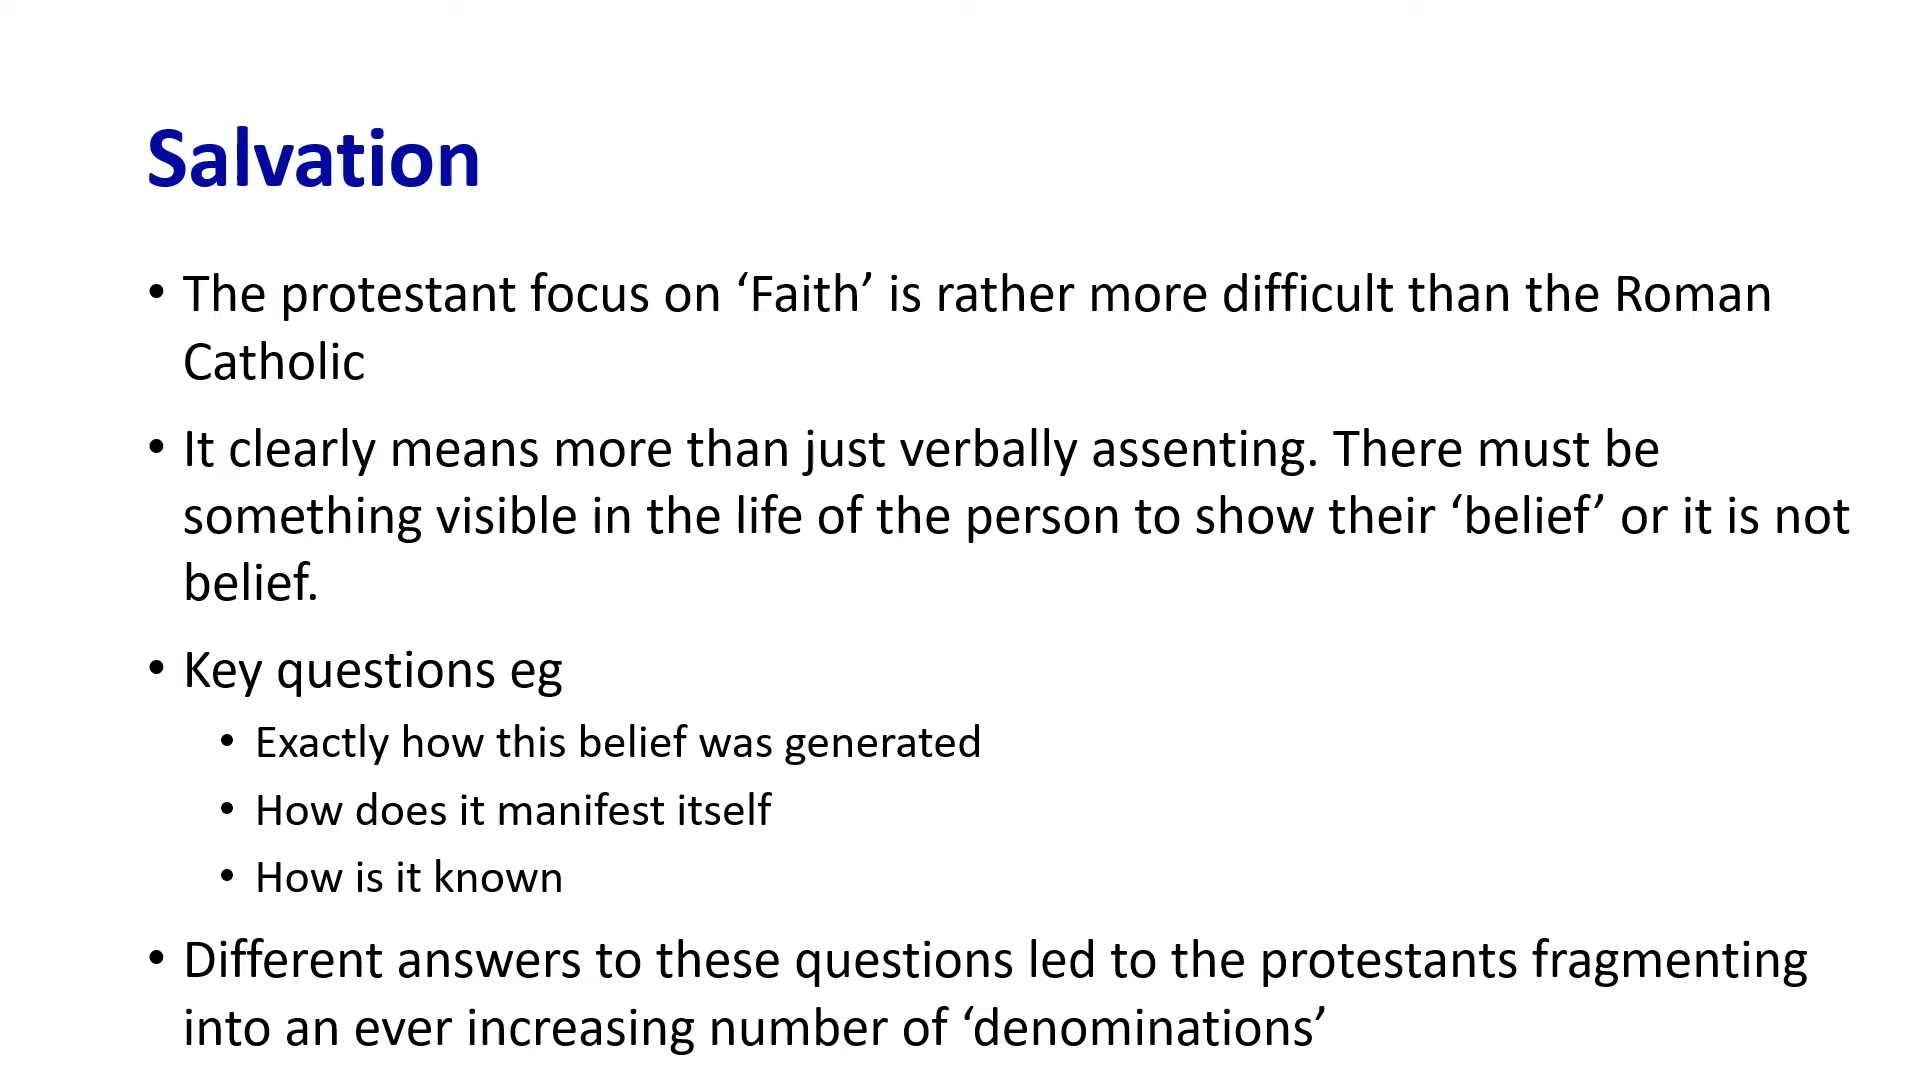 Salvation
• The protestant focus on ‘Faith’ is rather more difficult than the Roman
Catholic
• It clearly means more than just verbally assenting. There must be
something visible in the life of the person to show their ‘belief’ or it is not
belief.
• Key questions eg
• Exactly how this belief was generated
• How does it manifest itself
• How is it known
• Different answers to these questions led to the protestants fragmenting
into an ever increasing number of ‘denominations’